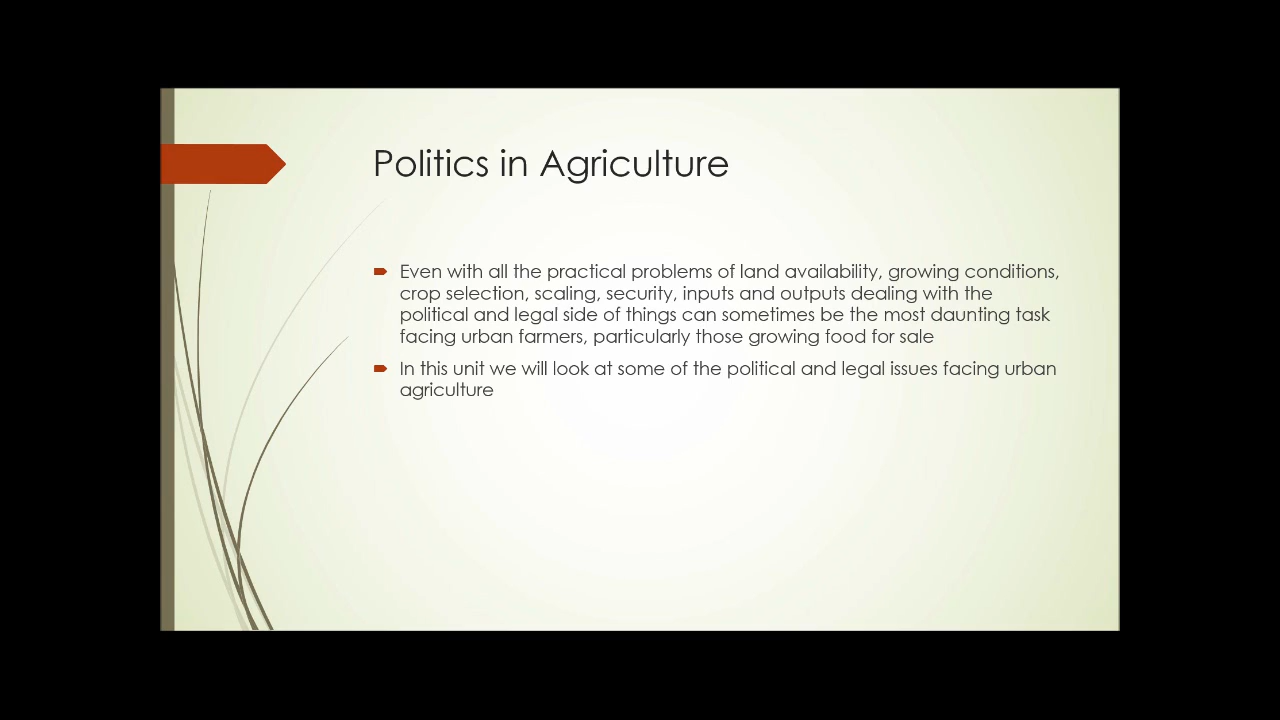 Politics in Agriculture
Even with all the practical problems of land availability, growing conditions,
crop selection, scaling, security, inputs and outputs dealing with the
political and legal side of things can sometimes be the most daunting task
facing urban farmers, particularly those growing food for sale
In this unit we will look at some of the political and legal issues facing urban
agriculture